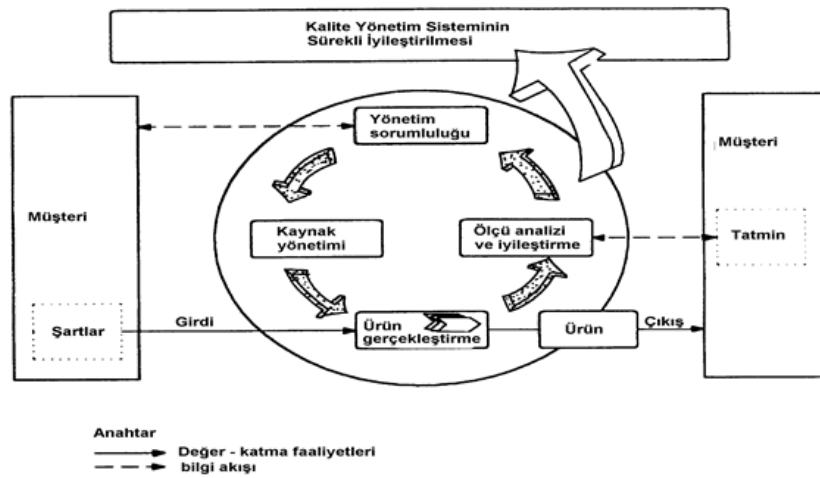 Kalite Yönetim Sisteminin
Sürekli İyileştirilmesi
Yönetim
sorumluluğu
Müşteri
Müşteri
Kaynak
yönetimi
Ölçü analizi
ve iyileştirme
Tatmin
Şartlar
Girdi
Ürün
gerçekleştirme
Ürün
Çıkış
Anahtar
Değer - katma faaliyetleri
bilgi akışı